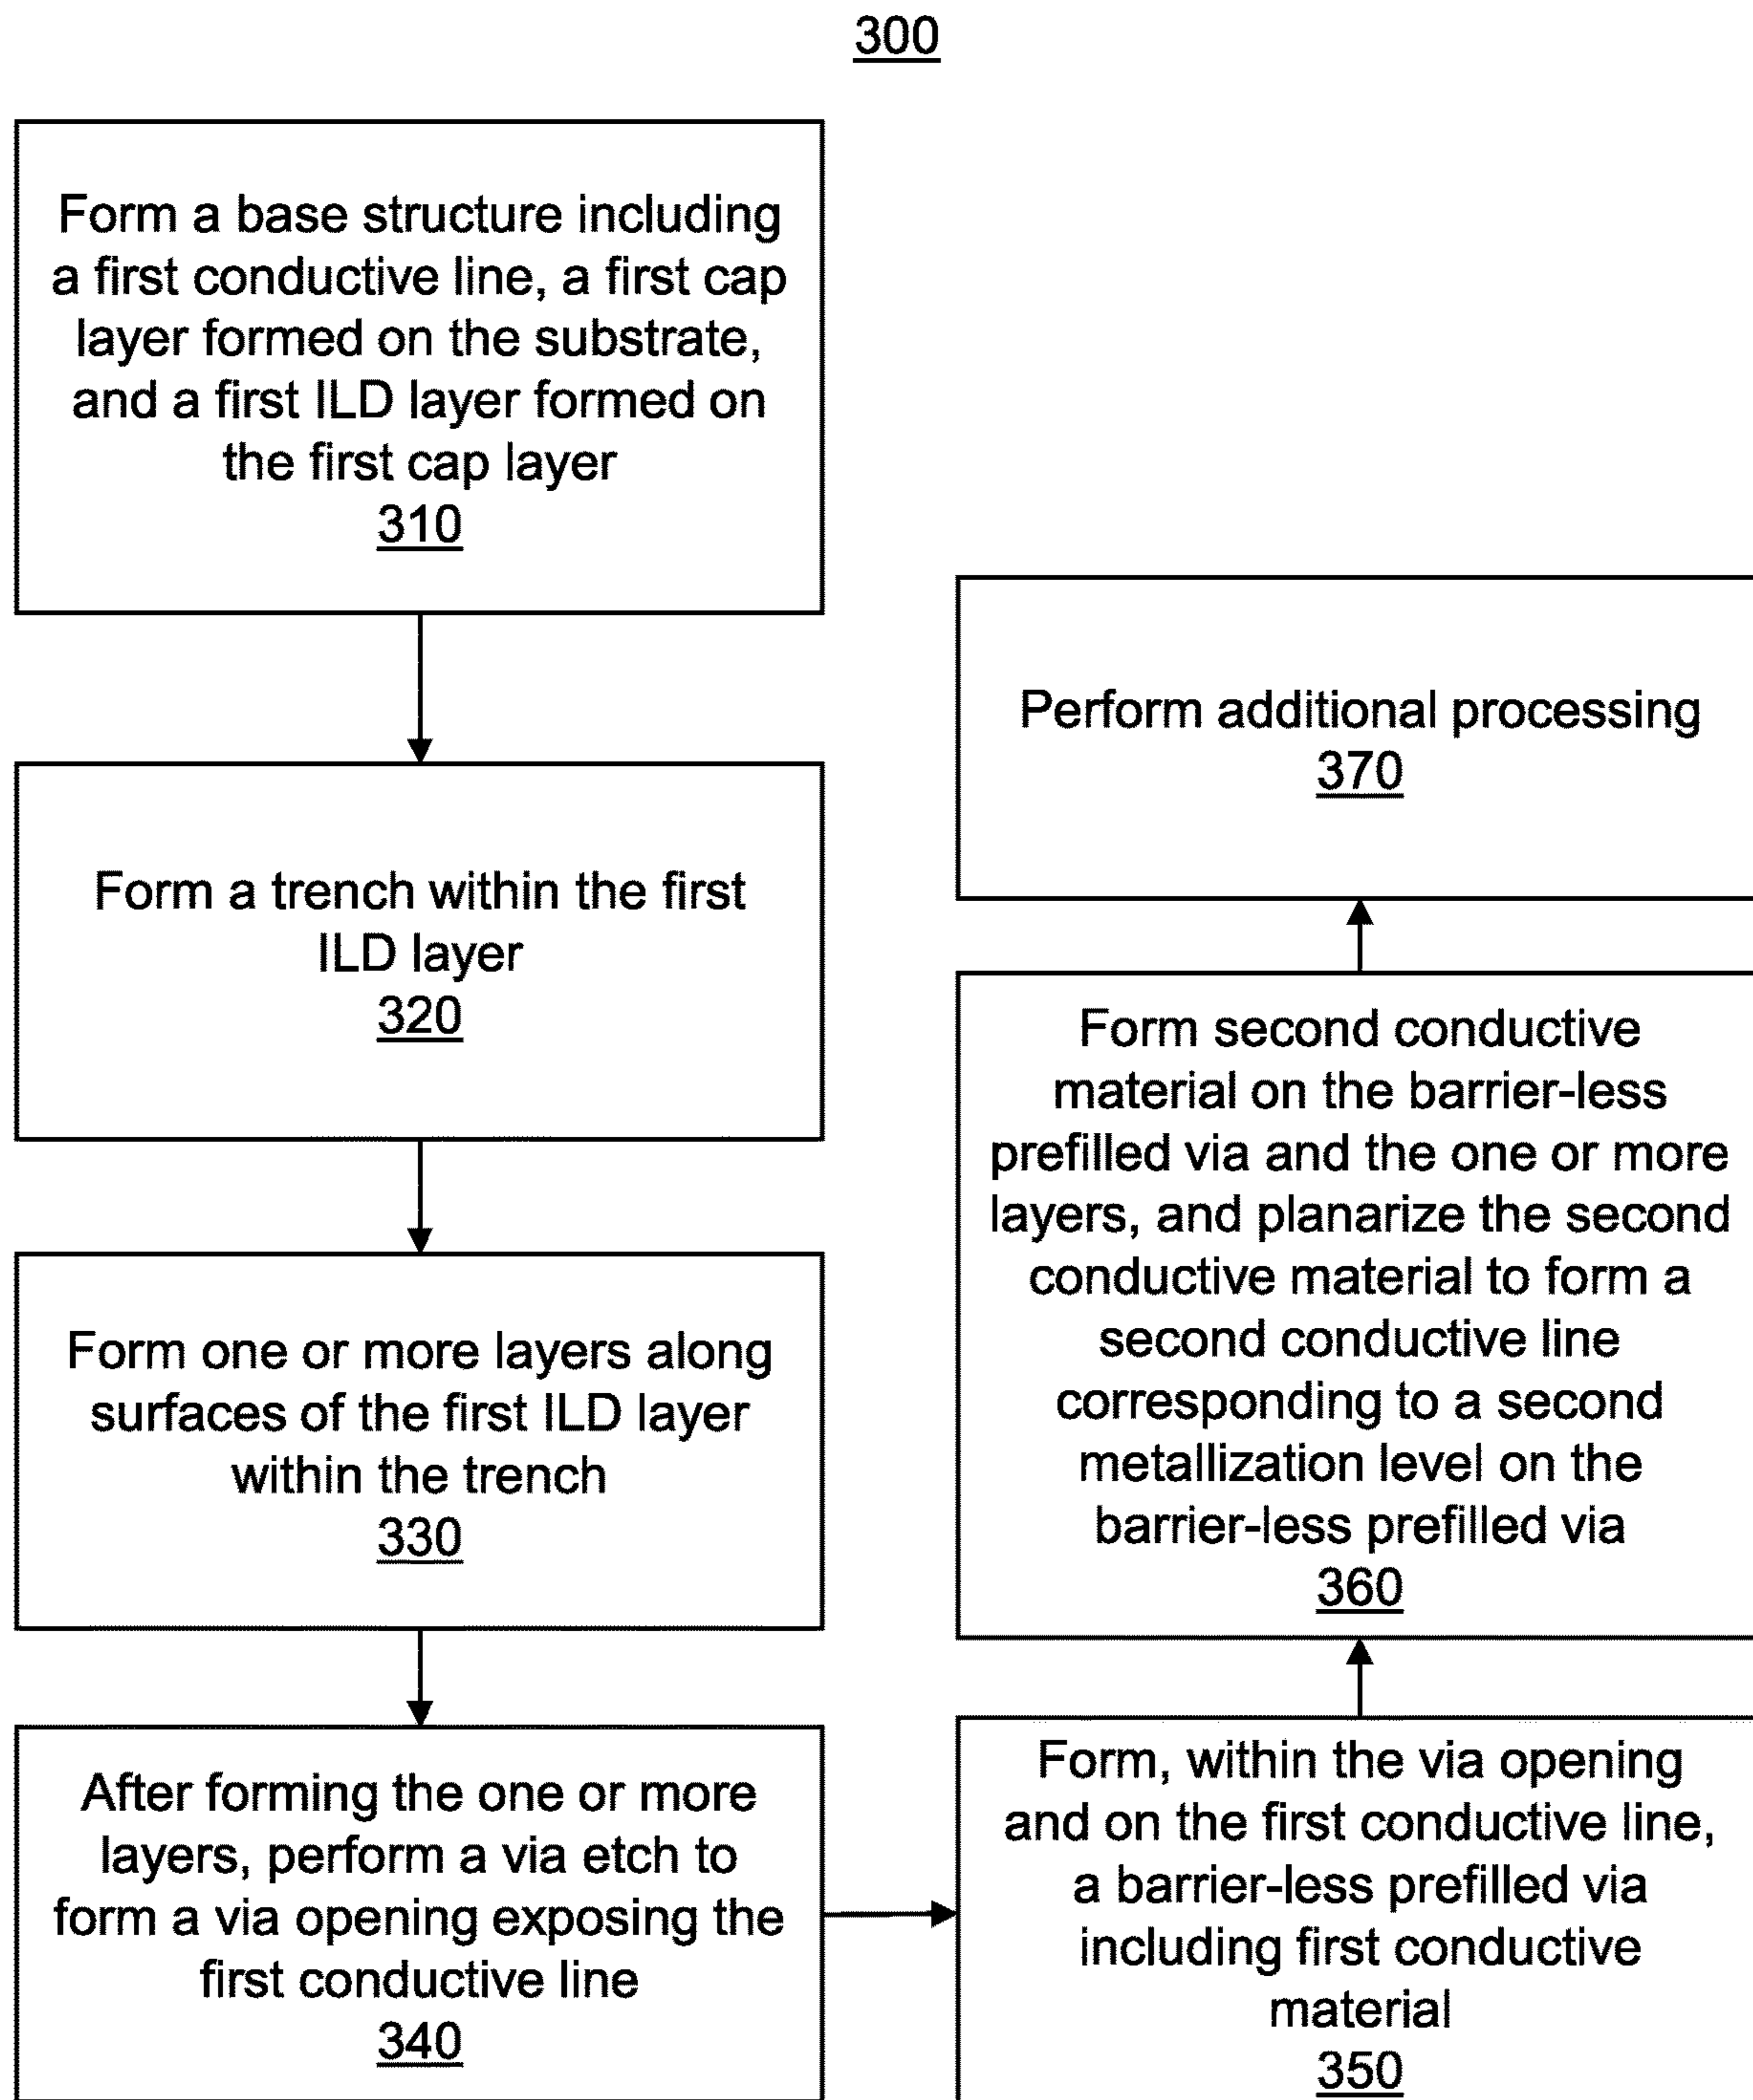 300
Form a base structure including
a first conductive line, a first cap
layer formed on the substrate,
and a first ILD layer formed on
the first cap layer
310
Form a trench within the first
ILD layer
320
Form one or more layers along
surfaces of the first ILD layer
within the trench
330
After forming the one or more
layers, perform a via etch to
form a via opening exposing the
first conductive line
340
Form, within the via opening
and on the first conductive line,
a barrier-less prefilled via
including first conductive
material
350
Form second conductive
material on the barrier-less
prefilled via and the one or more
layers, and planarize the second
conductive material to form a
second conductive line
corresponding to a second
metallization level on the
barrier-less prefilled via
360
Perform additional processing
370